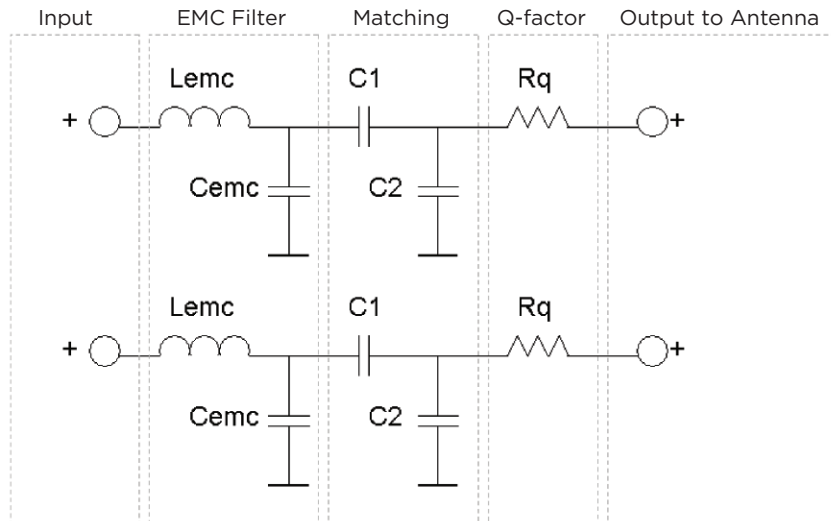 Input EMC Filter Matching Q-factor Output to Antenna
Lemc C1 Rq
+ +
Cemc C2
Lemc C1 Rq
+ +
Cemc C2